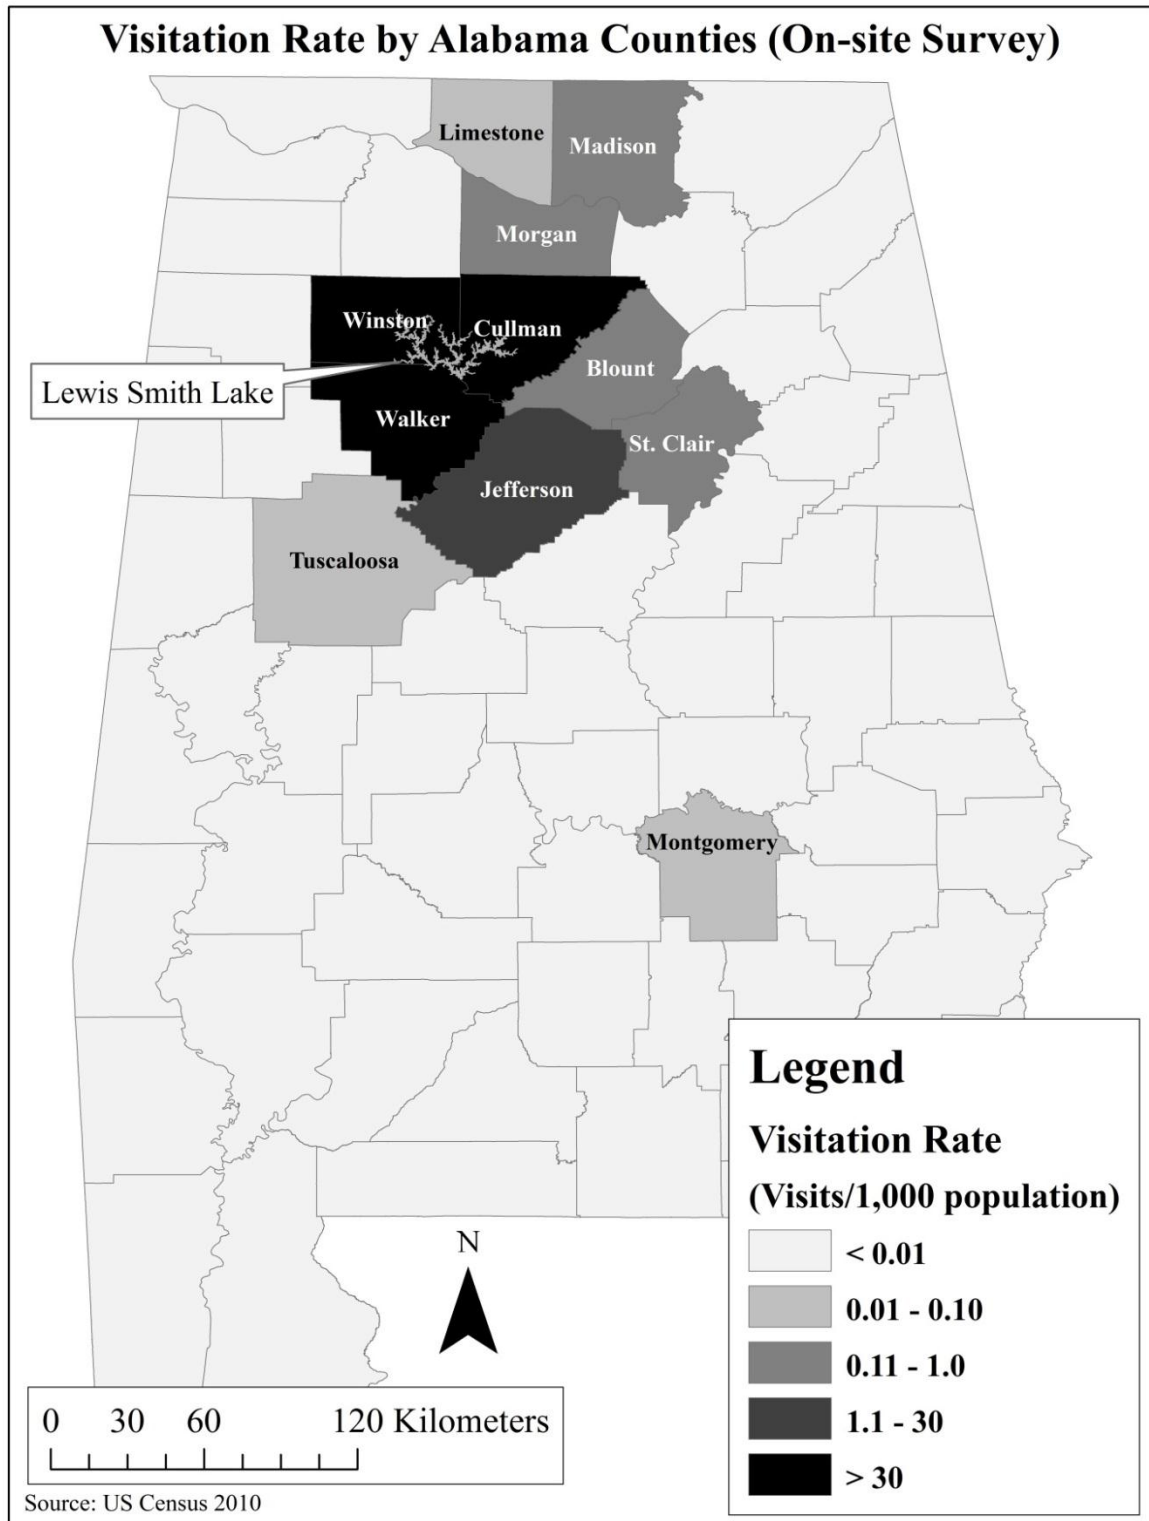 Visitation Rate by Alabama Counties (On-site Survey)
Limestone
Madison
Morgan
Winston
Cullman
Blount
Lewis Smith Lake
Walker
St. Clair
Jefferson
Tuscaloosa
Montgomery
Legend
Visitation Rate
(Visits/1,000 population)
< 0.01
0.01 - 0.10
0.11 - 1.0
1.1 - 30
> 30
N
0 30 60 120 Kilometers
Source: US Census 2010